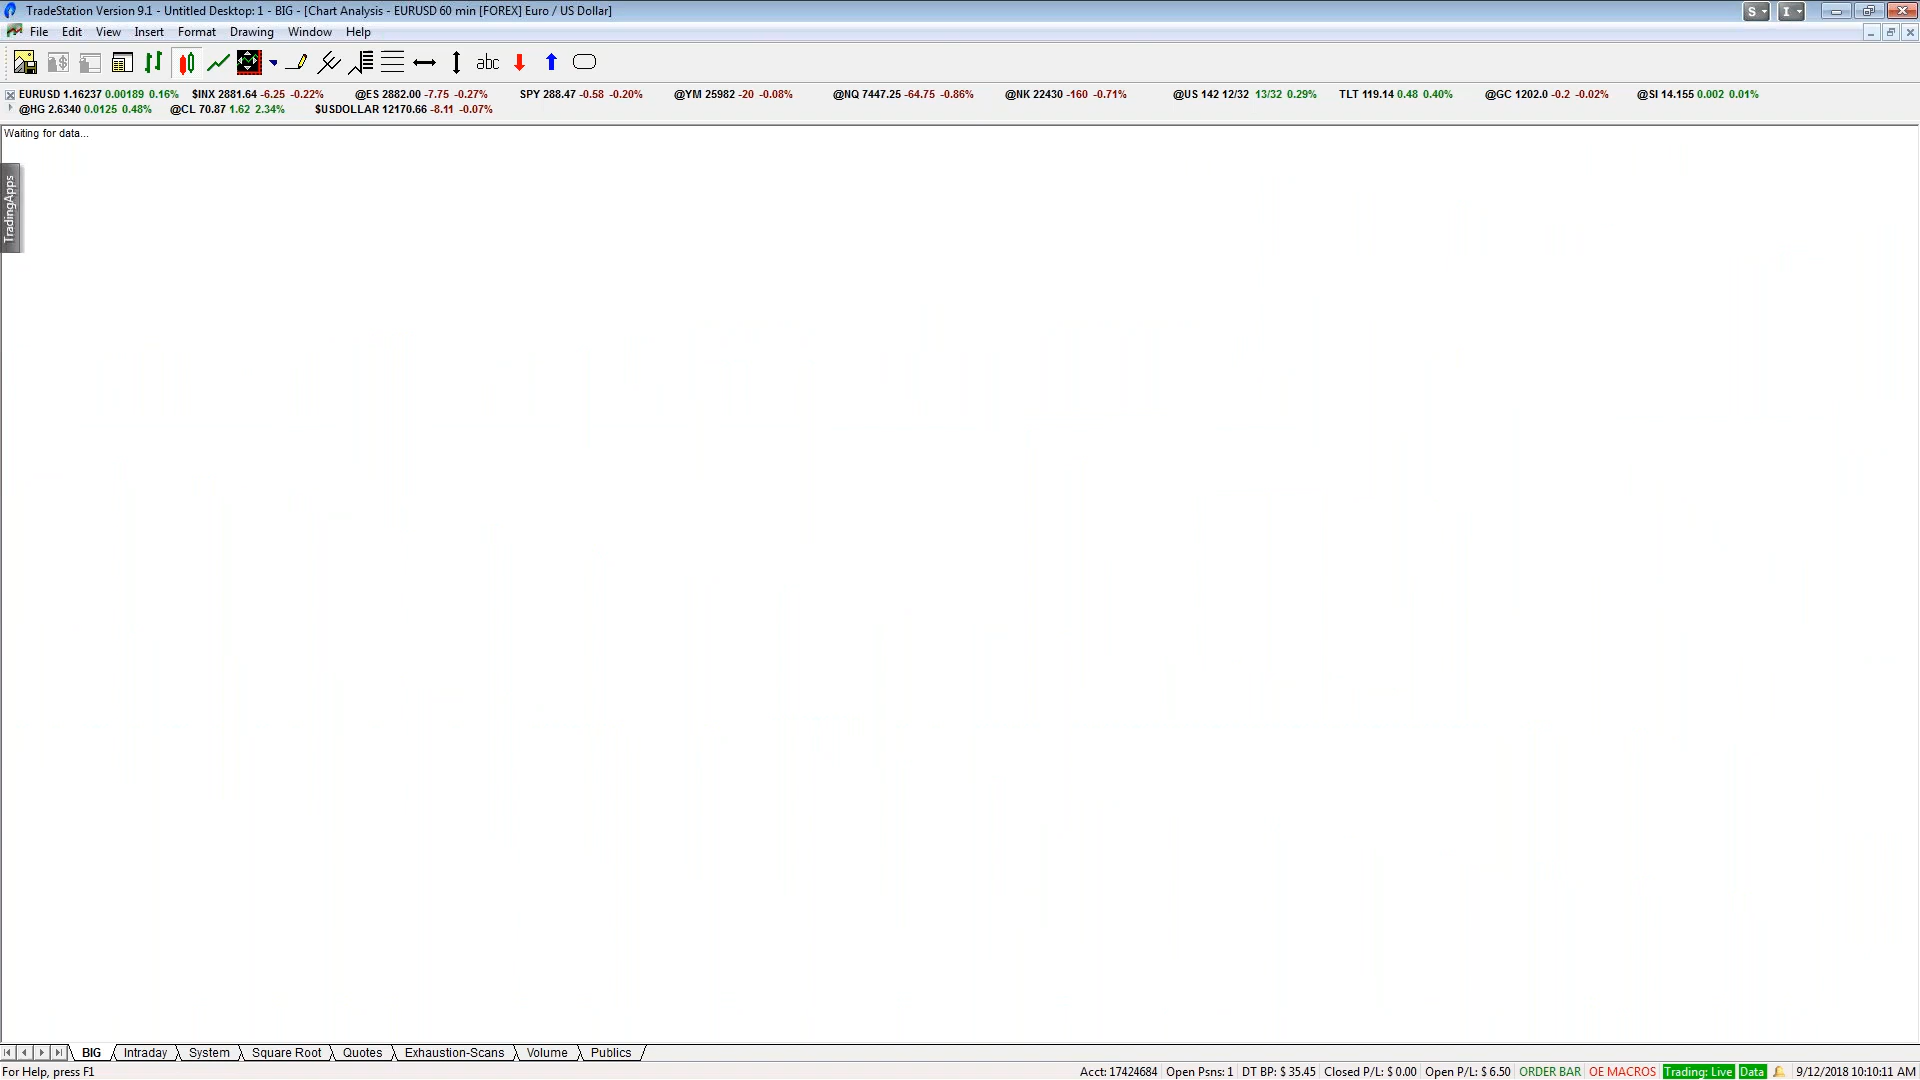 TradeStation Version 9.1 - Untitled Desktop: 1 - BIG - [Chart Analysis - EURUSD 60 min [FOREX] Euro / US Dollar]
S I
File Edit View Insert Format Drawing Window Help
abc
EURUSD 1.16237 0.00189 0.16% $INX 2881.64 -6.25 -0.22% @ES 2882.00 -7.75 -0.27% SPY 288.47 -0.58 -0.20% @YM 25982 -20 -0.08% @NQ 7447.25 -64.75 -0.86% @NK 22430 -160 -0.71% @US 142 12/32 13/32 0.29% TLT 119.14 0.48 0.40% @GC 1202.0 -0.2 -0.02% @SI 14.155 0.002 0.01%
@HG 2.6340 0.0125 0.48% @CL 70.87 1.62 2.34% $USDOLLAR 12170.66 -8.11 -0.07%
Waiting for data...
TradingApps
BIG Intraday System Square Root Quotes Exhaustion-Scans Volume Publics
For Help, press F1 Acct: 17424684 Open Psns: 1 DT BP: $ 35.45 Closed P/L: $ 0.00 Open P/L: $ 6.50 ORDER BAR OE MACROS Trading: Live Data 9/12/2018 10:10:11 AM